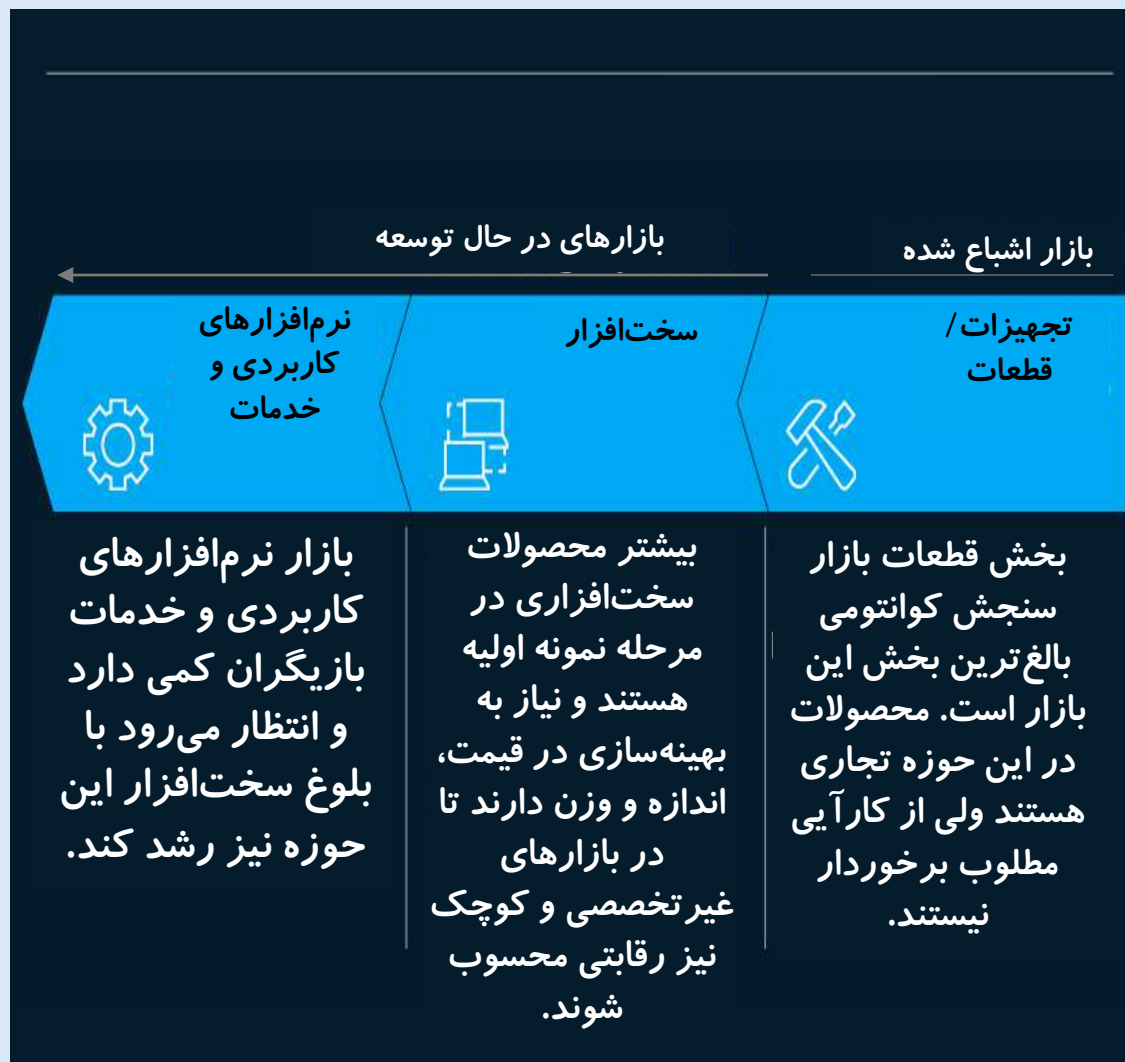 بازار اشباع شده
بازارهای در حال توسعه
تجهیزات/
قطعات
سخت‌افزار
نرم‌افزارهای
کاربردی و
خدمات
بخش قطعات بازار
سنجش کوانتومی
بالغ‌ترین بخش این
بازار است. محصولات
در این حوزه تجاری
هستند ولی از کارآیی
مطلوب برخوردار
نیستند.
بیشتر محصولات
سخت‌افزاری در
مرحله نمونه اولیه
هستند و نیاز به
بهینه‌سازی در قیمت،
اندازه و وزن دارند تا
در بازارهای
غیرتخصصی و کوچک
نیز رقابتی محسوب
شوند.
بازار نرم‌افزارهای
کاربردی و خدمات
بازیگران کمی دارد
و انتظار می‌رود با
بلوغ سخت‌افزار این
حوزه نیز رشد کند.